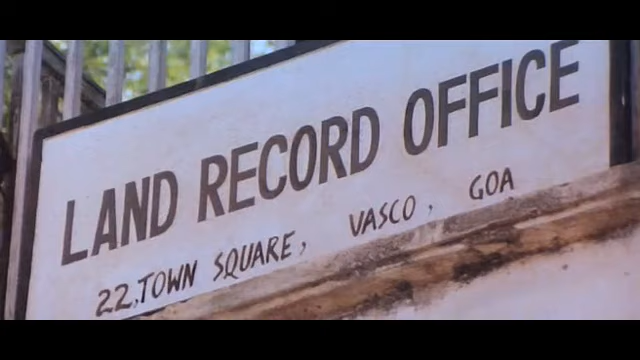 LAND RECORD OFFICE
22, TOWN SQUARE, VASCO, GOA